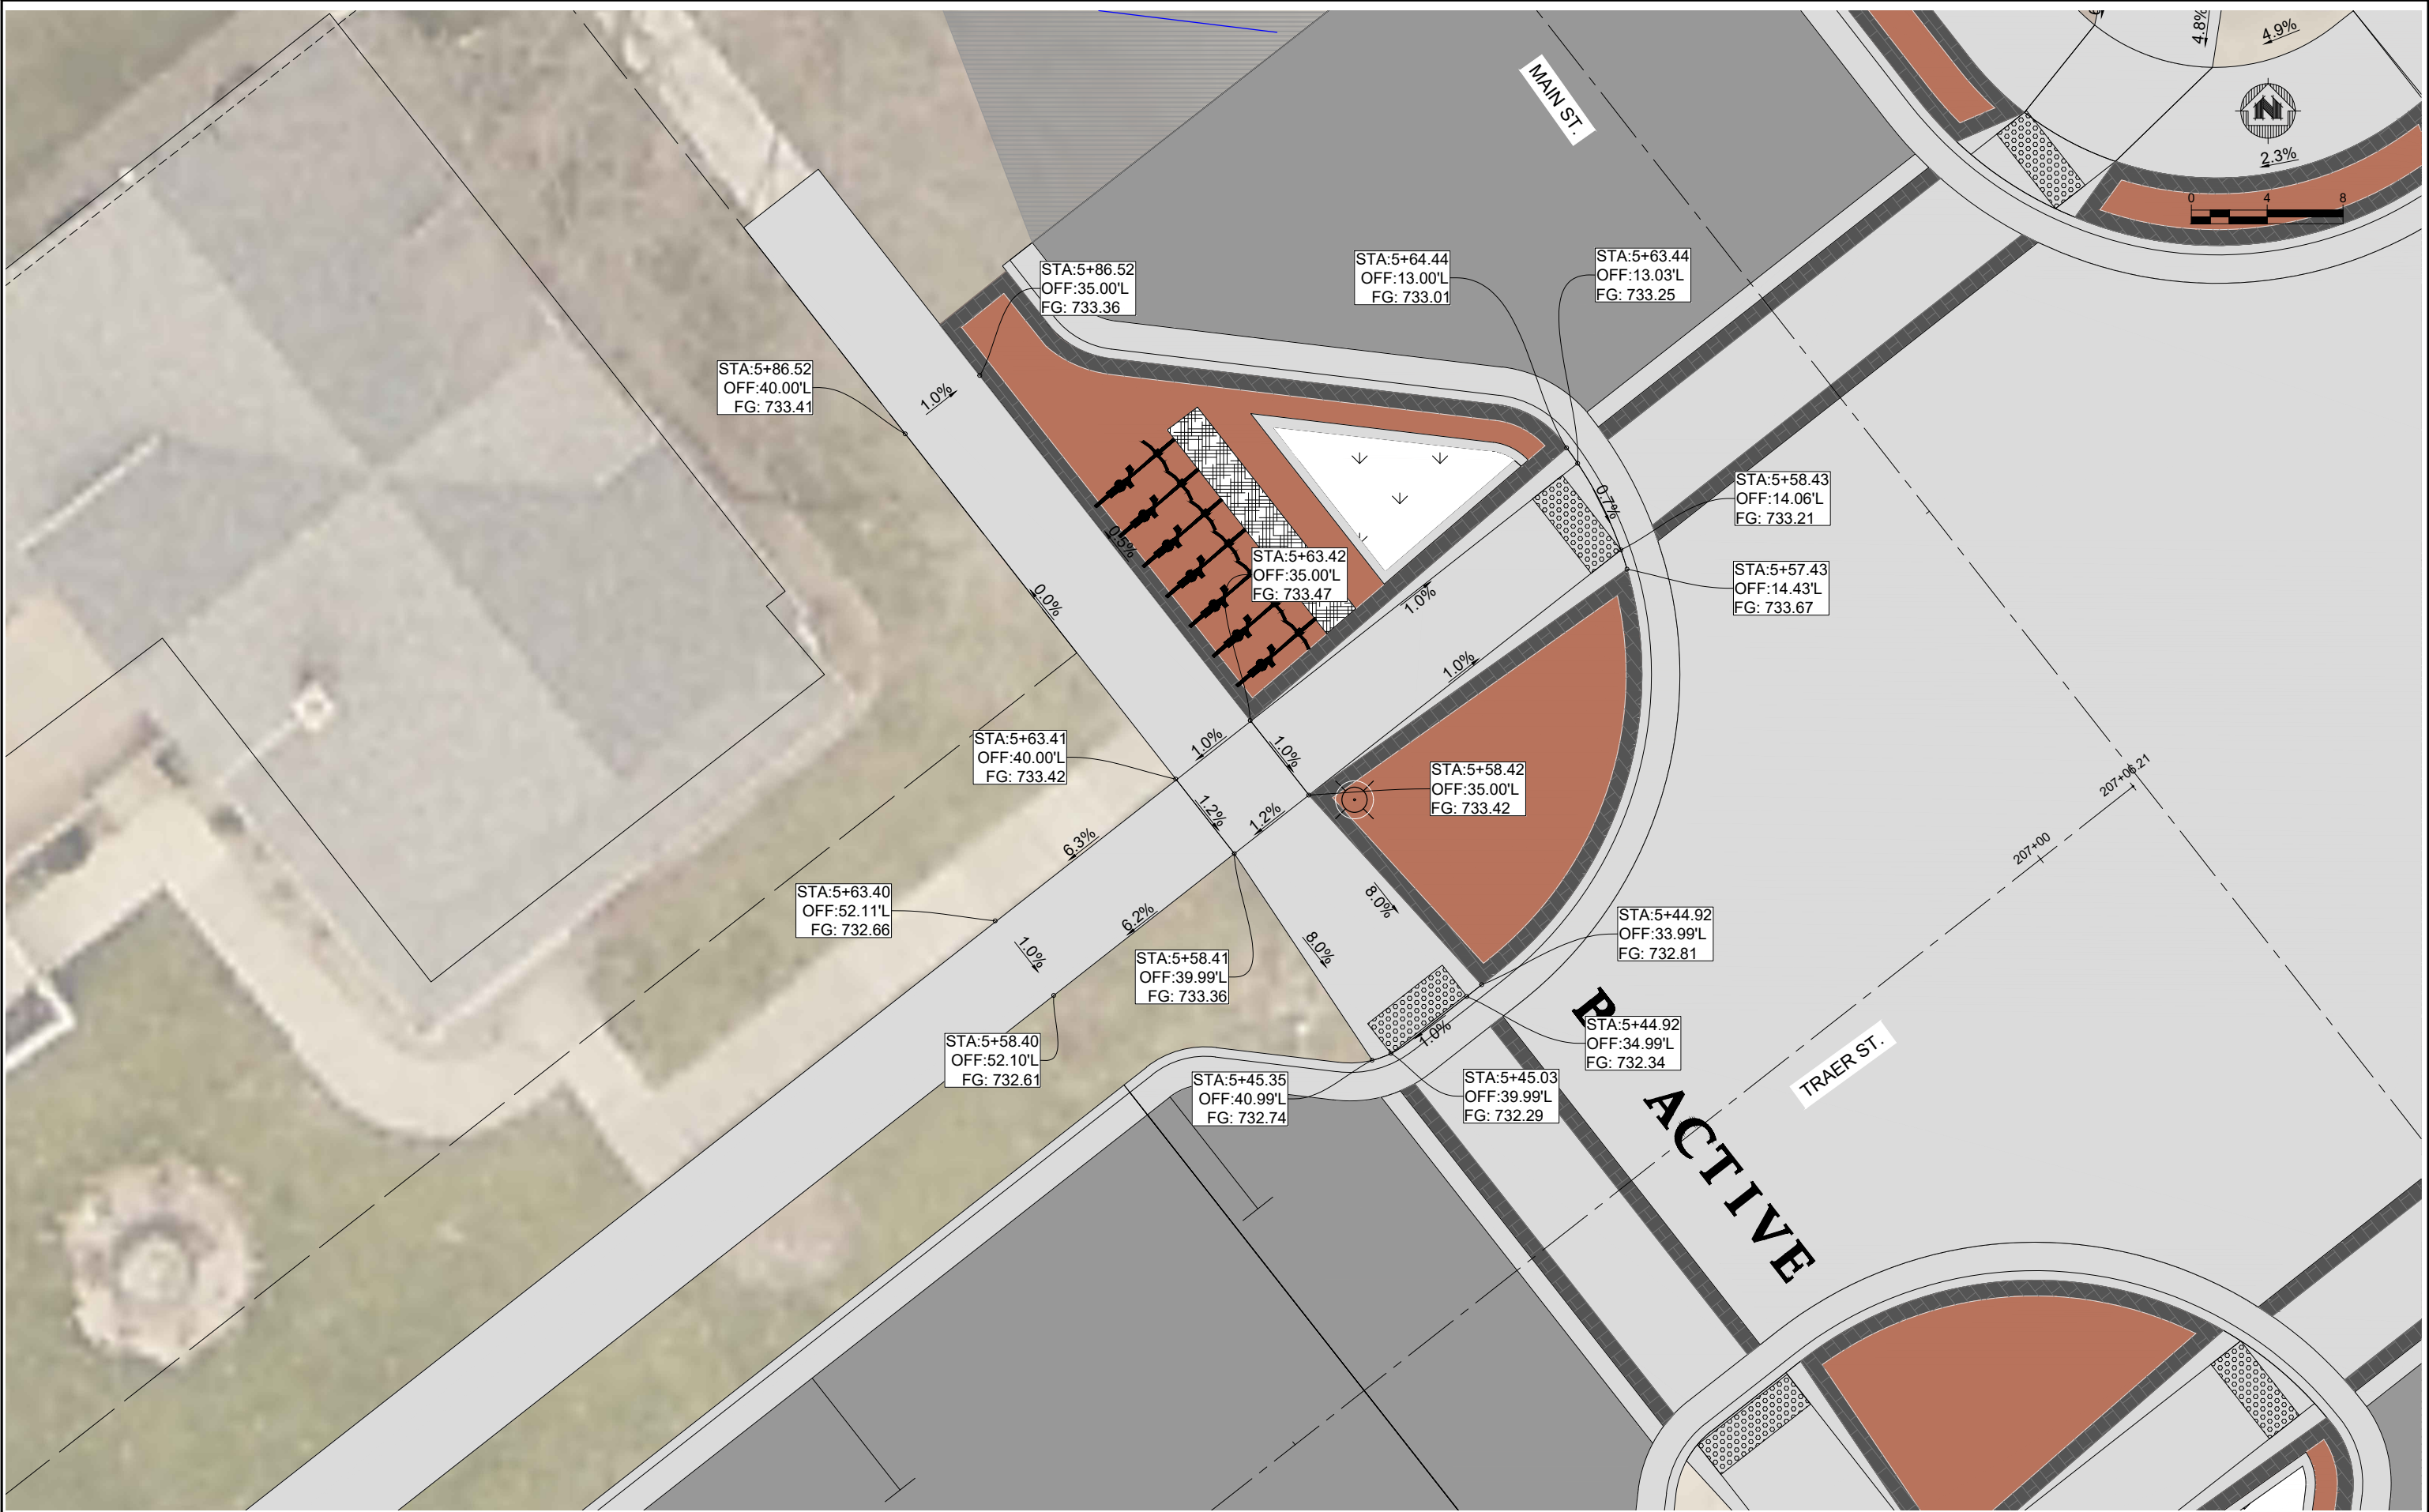 4.8%
4.9%
MAIN ST.
N
2.3%
0 4 8
STA:5+86.52
OFF:35.00'L
FG: 733.36
STA:5+64.44
OFF:13.00'L
FG: 733.01
STA:5+63.44
OFF:13.03'L
FG: 733.25
STA:5+86.52
OFF:40.00'L
FG: 733.41
1.0%
0.7%
STA:5+58.43
OFF:14.06'L
FG: 733.21
0.5%
STA:5+63.42
OFF:35.00'L
FG: 733.47
STA:5+57.43
OFF:14.43'L
FG: 733.67
0.0%
1.0%
1.0%
STA:5+63.41
OFF:40.00'L
FG: 733.42
1.0%
1.0%
STA:5+58.42
OFF:35.00'L
FG: 733.42
207+06.21
1.2%
1.2%
6.3%
207+00
STA:5+63.40
OFF:52.11'L
FG: 732.66
6.2%
8.0%
STA:5+44.92
OFF:33.99'L
FG: 732.81
1.0%
STA:5+58.41
OFF:39.99'L
FG: 733.36
8.0%
STA:5+58.40
OFF:52.10'L
FG: 732.61
1.0%
STA:5+44.92
OFF:34.99'L
FG: 732.34
STA:5+45.35
OFF:40.99'L
FG: 732.74
STA:5+45.03
OFF:39.99'L
FG: 732.29
TRAER ST.
ACTIVE